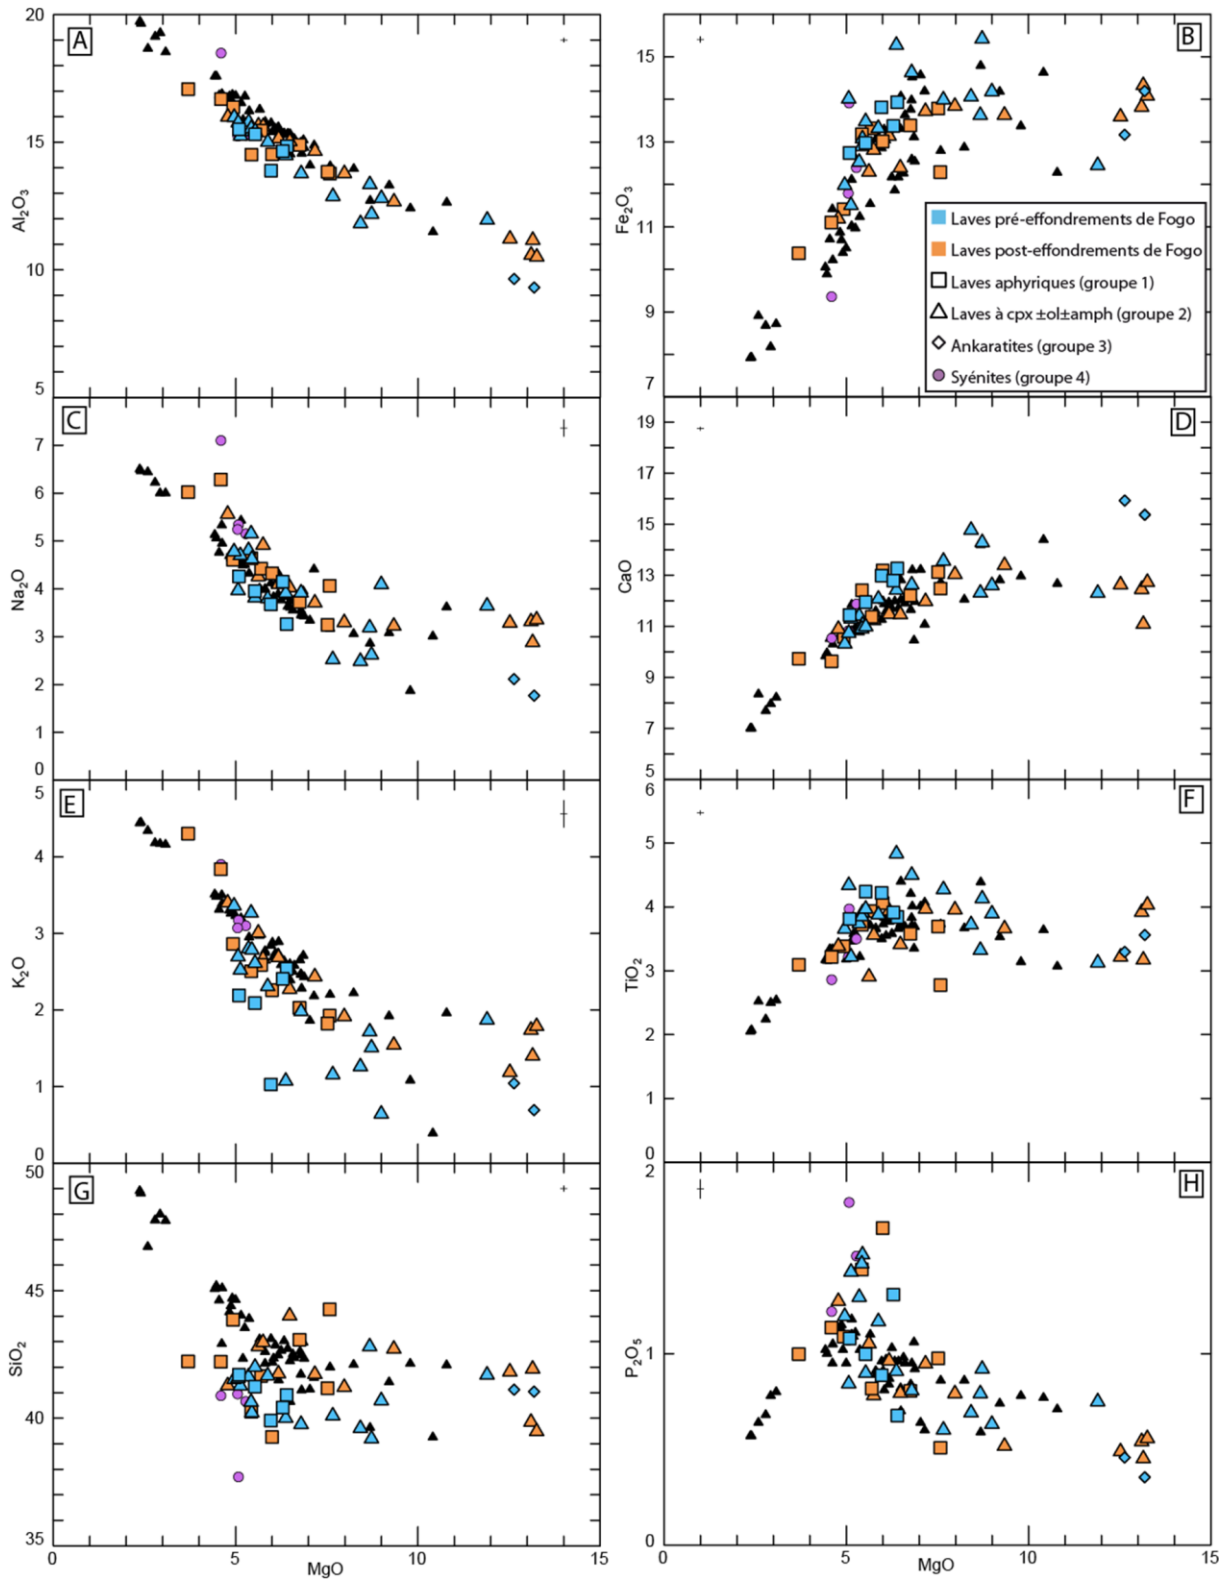 20
15
10
5
Al2O3
A
15
13
11
9
7
Fe2O3
B
Laves pré-effondrements de Fogo
Laves post-effondrements de Fogo
Laves aphyriques (groupe 1)
Laves à cpx ±ol±amph (groupe 2)
Ankaratites (groupe 3)
Syénites (groupe 4)
7
6
5
4
3
2
1
0
Na2O
C
19
17
15
13
11
9
7
5
CaO
D
5
4
3
2
1
0
K2O
E
6
5
4
3
2
1
0
TiO2
F
50
45
40
35
SiO2
G
0
5
10
15
MgO
2
1
0
P2O5
H
0
5
10
15
MgO